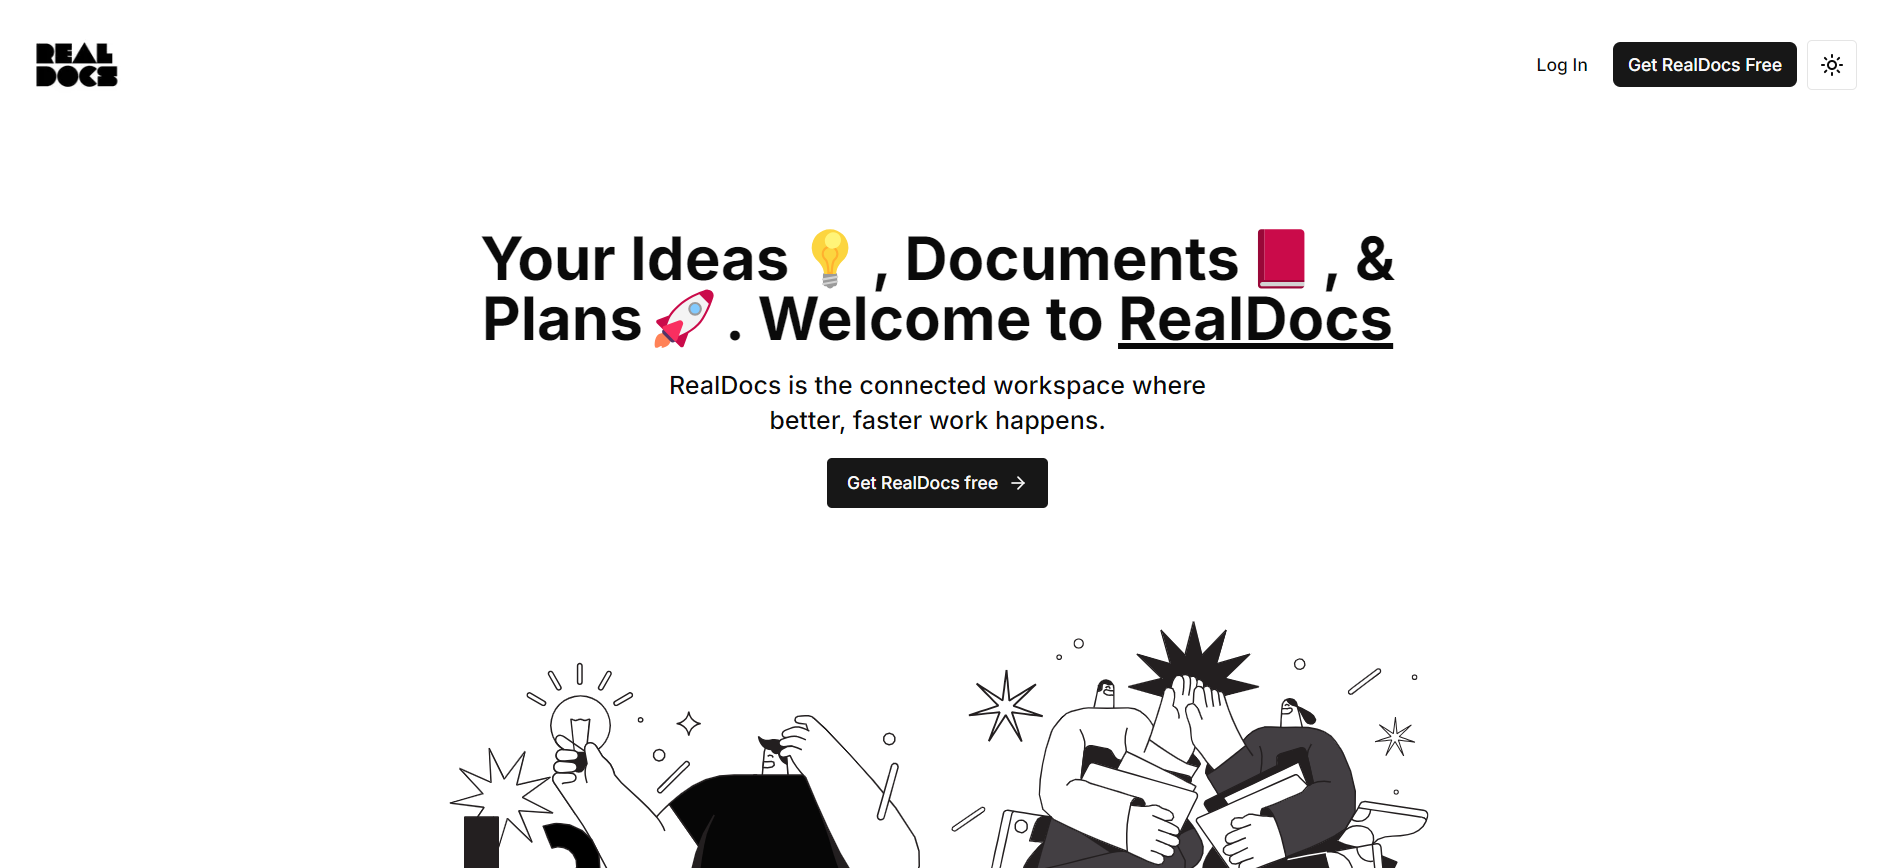 REAL
DOCS
Log In
Get RealDocs Free
Your Ideas 💡, Documents 📕, &
Plans 🚀. Welcome to RealDocs
RealDocs is the connected workspace where
better, faster work happens.
Get RealDocs free →